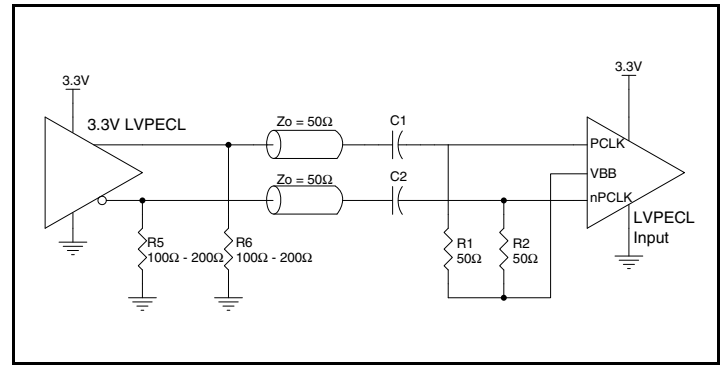 3.3V
3.3V LVPECL
Zo = 50Ω
C1
3.3V
PCLK
Zo = 50Ω
C2
VBB
nPCLK
LVPECL
Input
R5
100Ω - 200Ω
R6
100Ω - 200Ω
R1
50Ω
R2
50Ω